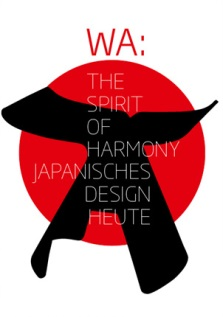 WA:
THE
SPIRIT
OF
HARMONY
JAPANISCHES
DESIGN
HEUTE